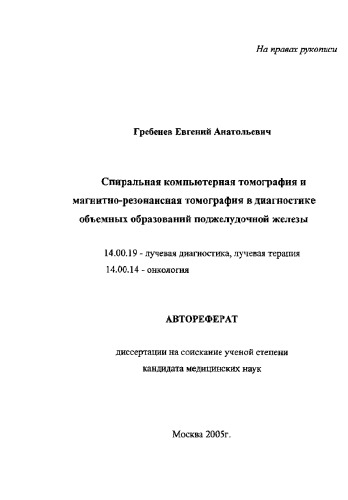 На правах рукописи
Гребенев Евгений Анатольевич
Спиральная компьютерная томография и
магнитно-резонансная томография в диагностике
объемных образований поджелудочной железы
14.00.19 - лучевая диагностика, лучевая терапия
14.00.14 - онкология
АВТОРЕФЕРАТ
диссертации на соискание ученой степени
кандидата медицинских наук
Москва 2005г.